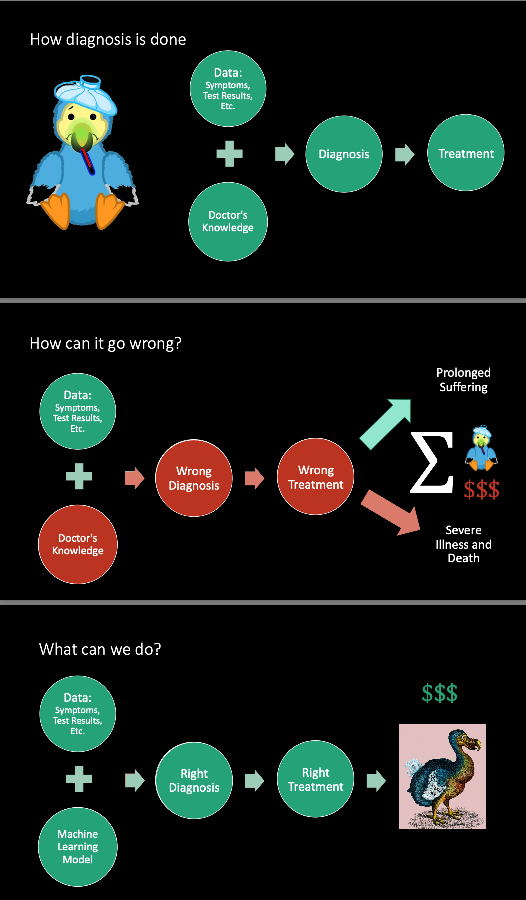 How diagnosis is done
Data:
Symptoms,
Test Results,
Etc.
Diagnosis
Treatment
Doctor's
Knowledge
How can it go wrong?
Prolonged
Suffering
Data:
Symptoms,
Test Results,
Etc.
Wrong
Diagnosis
Wrong
Treatment
∑
$$$
Doctor's
Knowledge
Severe
Illness and
Death
What can we do?
Data:
Symptoms,
Test Results,
Etc.
$$$
Right
Diagnosis
Right
Treatment
Machine
Learning
Model